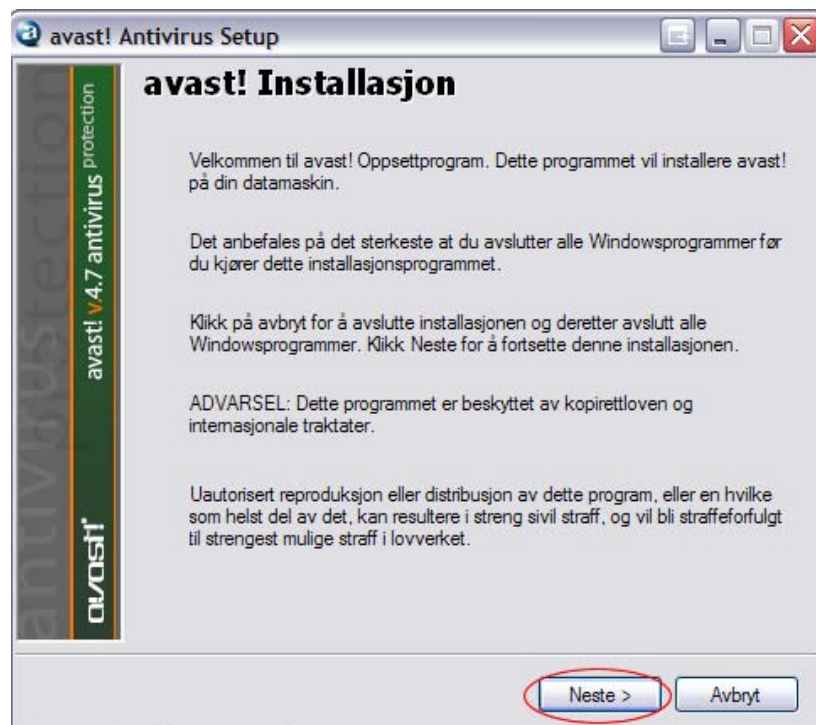 avast! Antivirus Setup
avast! Installasjon
Velkommen til avast! Oppsettprogram. Dette programmet vil installere avast!
på din datamaskin.
Det anbefales på det sterkeste at du avslutter alle Windowsprogrammer før
du kjører dette installasjonsprogrammet.
Klikk på avbryt for å avslutte installasjonen og deretter avslutt alle
Windowsprogrammer. Klikk Neste for å fortsette denne installasjonen.
ADVARSEL: Dette programmet er beskyttet av kopirettloven og
internasjonale traktater.
Uautorisert reproduksjon eller distribusjon av dette program, eller en hvilke
som helst del av det, kan resultere i streng sivil straff, og vil bli straffeforfulgt
til strengest mulige straff i lovverket.
avast! v.4.7 antivirus protection
antivirus protection
avast!
Neste >
Avbryt